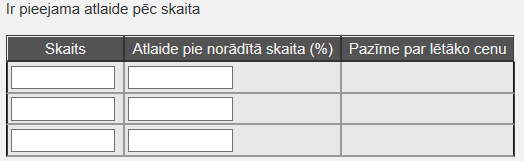 Ir pieejama atlaide pēc skaita
Skaits Atlaide pie norādītā skaita (%) Pazīme par lētāko cenu